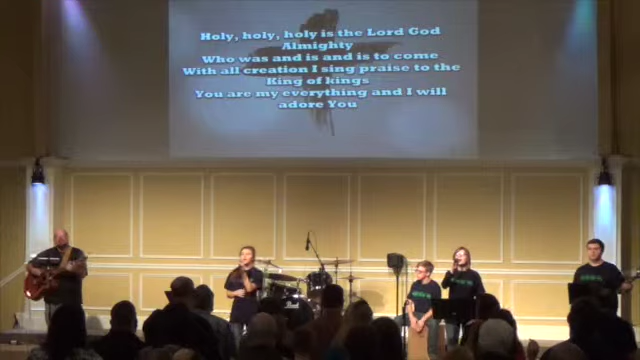 Holy, holy, holy is the Lord God
Almighty
Who was and is and is to come
With all creation I sing praise to the
King of kings
You are my everything and I will
adore You